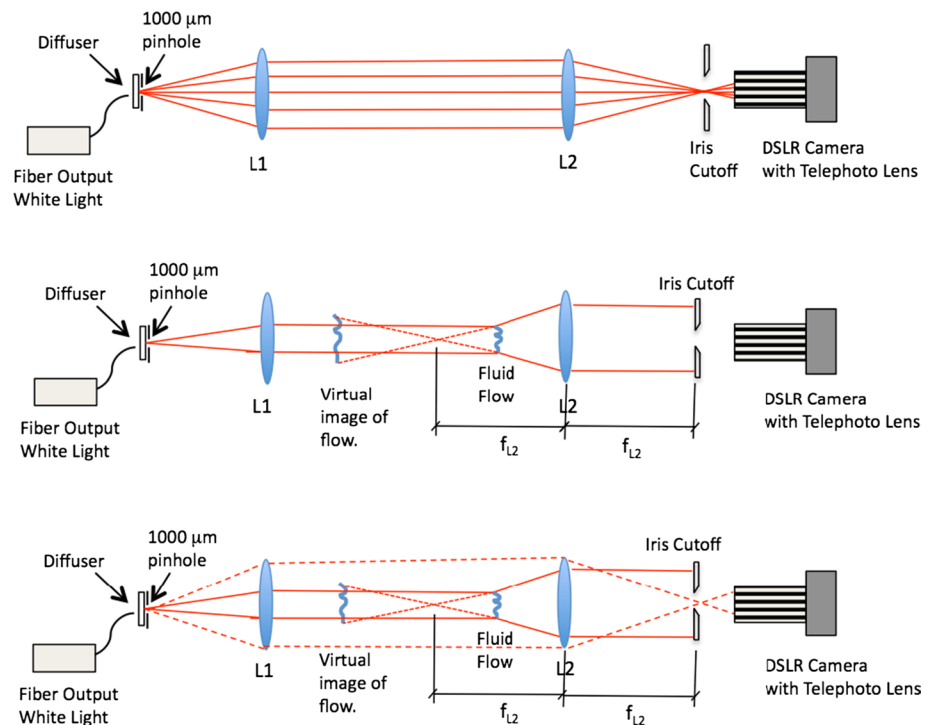 1000 μm
pinhole
Diffuser
L1
L2
Iris
Cutoff
DSLR Camera
with Telephoto Lens
Fiber Output
White Light
1000 μm
pinhole
Diffuser
Iris Cutoff
L1
Virtual
image of
flow.
Fluid
Flow
L2
DSLR Camera
with Telephoto Lens
Fiber Output
White Light
fL2
fL2
1000 μm
pinhole
Diffuser
Iris Cutoff
L1
Virtual
image of
flow.
Fluid
Flow
L2
DSLR Camera
with Telephoto Lens
Fiber Output
White Light
fL2
fL2